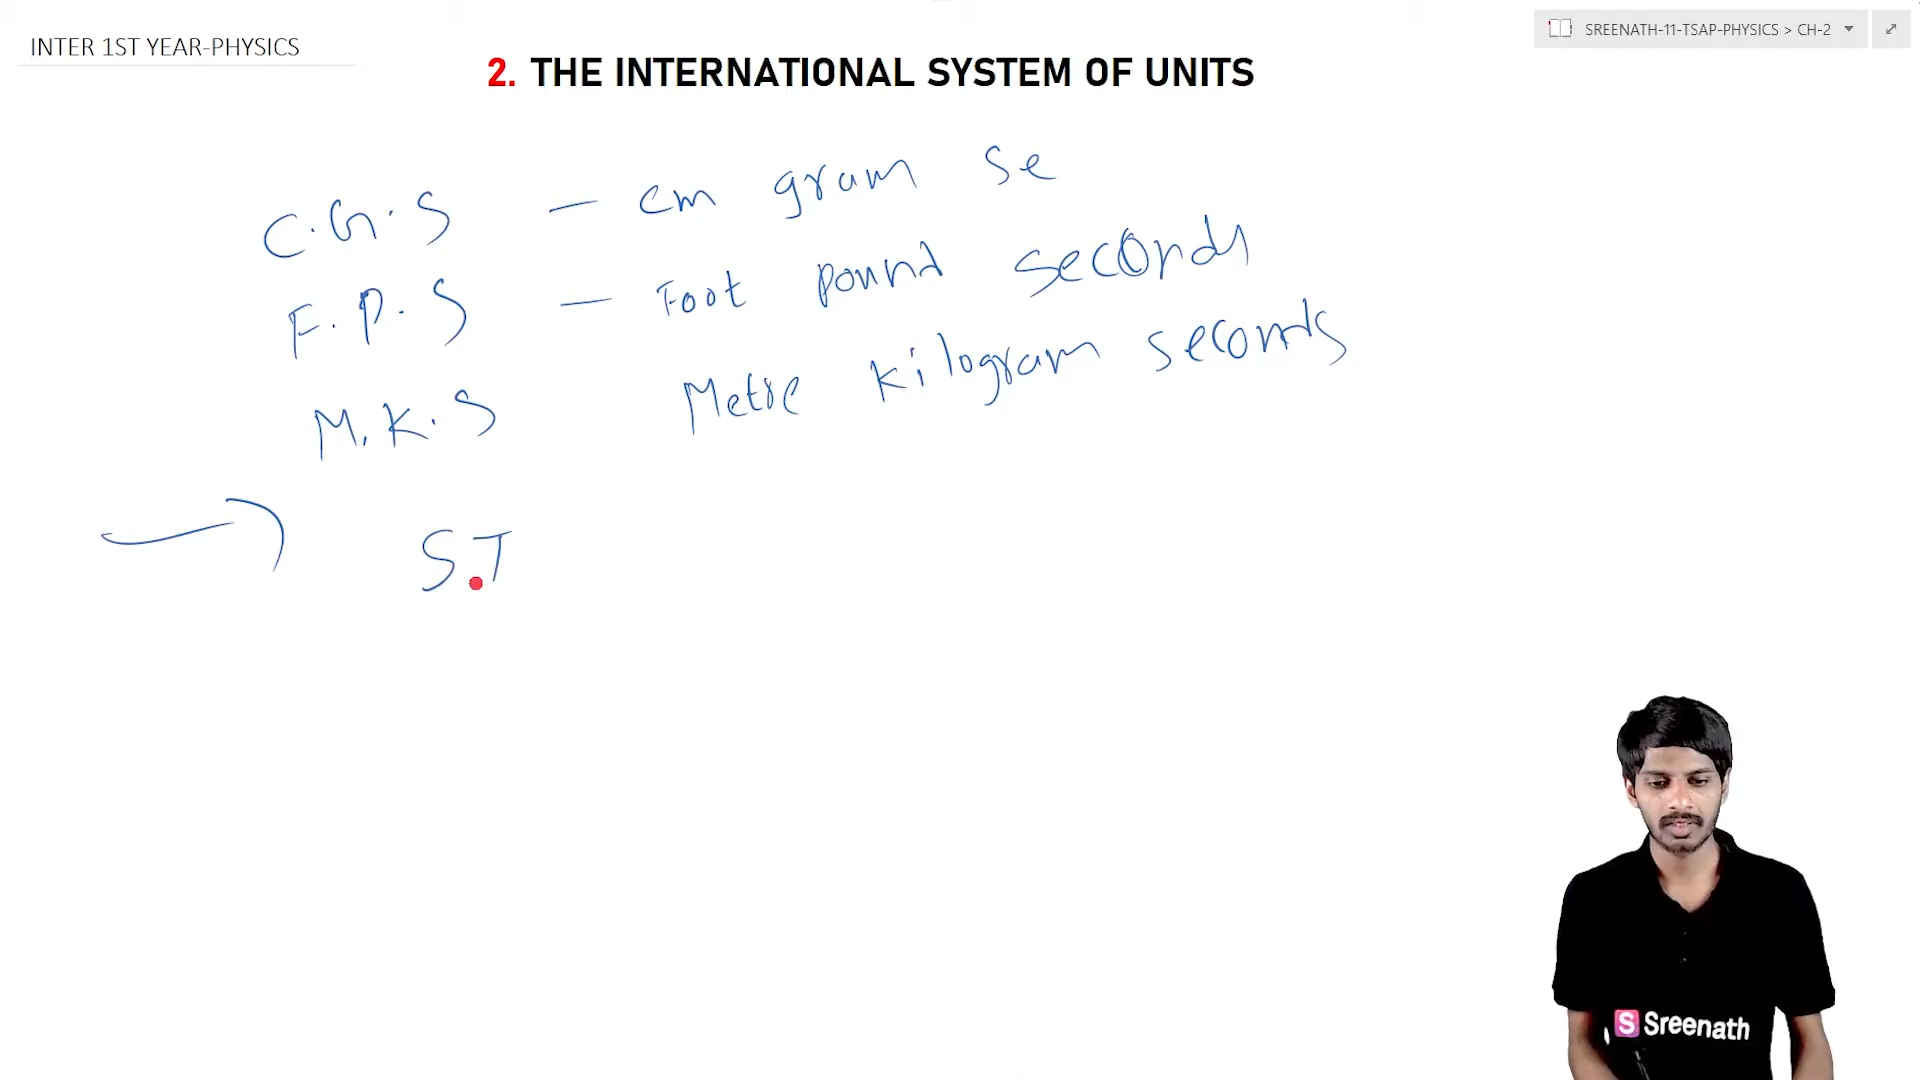 INTER 1ST YEAR-PHYSICS
SREENATH-11-TSAP-PHYSICS > CH-2
2. THE INTERNATIONAL SYSTEM OF UNITS
C.G.S - cm gram Se
F.P.S - Foot pound seconds
M.K.S Metre kilogram seconds
S.I
S Sreenath